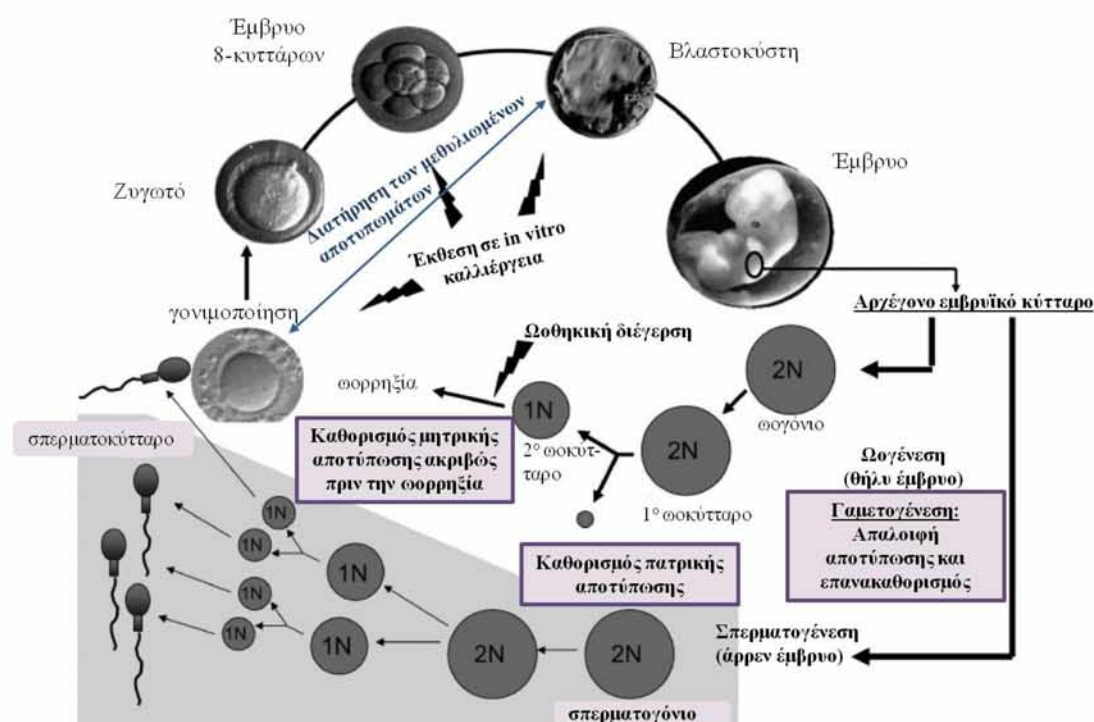 Έμβρυο
8-κυττάρων
Βλαστοκύστη
Ζυγωτό
Διατήρηση των μεθυλιωμένων
αποτυπωμάτων
Έμβρυο
Έκθεση σε in vitro
καλλιέργεια
γονιμοποίηση
Αρχέγονο εμβρυϊκό κύτταρο
Ωοθηκική διέγερση
ωορρηξία
1N
2N
ωογόνιο
σπερματοκύτταρο
Καθορισμός μητρικής
αποτύπωσης ακριβώς
πριν την ωορρηξία
2° ωοκύτ-
ταρο
2N
1° ωοκύτταρο
Ωογένεση
(θήλυ έμβρυο)
Γαμετογένεση:
Απαλοιφή
αποτύπωσης και
επανακαθορισμός
Καθορισμός πατρικής
αποτύπωσης
1N
1N
1N
1N
1N
1N
2N
2N
Σπερματογένεση
(άρρεν έμβρυο)
σπερματογόνιο